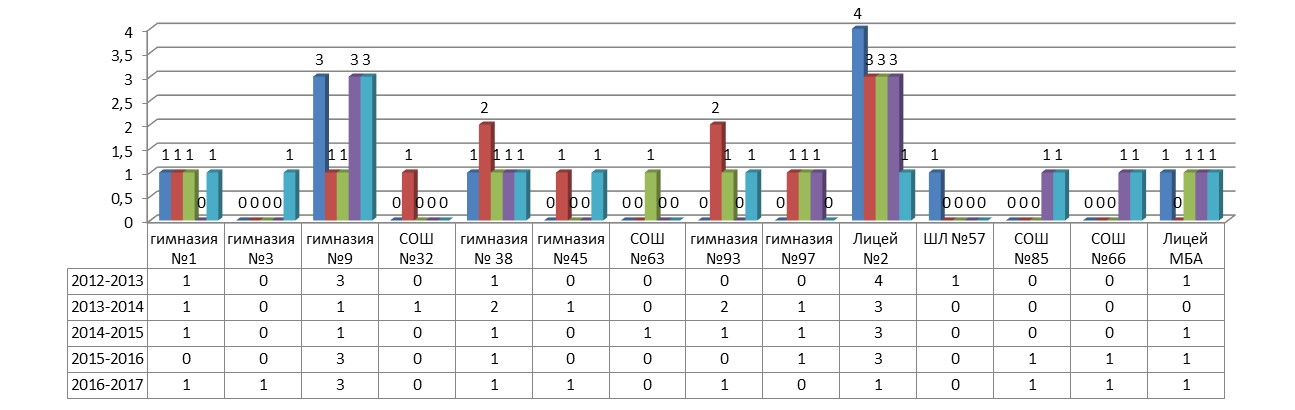 4
3,5
3
2,5
2
1,5
1
0,5
0
1 1 1 0 1
0 0 0 0 1
3 1 1 3 3
0 1 0 0 0
1 2 1 1 1
0 1 0 0 1
0 0 1 0 0
0 2 1 0 1
0 1 1 1 0
4 3 3 3 1
1 0 0 0 0
0 0 0 1 1
0 0 0 1 1
1 0 1 1 1
гимназия №1 гимназия №3 гимназия №9 СОШ №32 гимназия № 38 гимназия №45 СОШ №63 гимназия №93 гимназия №97 Лицей №2 ШЛ №57 СОШ №85 СОШ №66 Лицей МБА
2012-2013 1 0 3 0 1 0 0 0 0 4 1 0 0 1
2013-2014 1 0 1 1 2 1 0 2 1 3 0 0 0 0
2014-2015 1 0 1 0 1 0 1 1 1 3 0 0 0 1
2015-2016 0 0 3 0 1 0 0 0 1 3 0 1 1 1
2016-2017 1 1 3 0 1 1 0 1 0 1 0 1 1 1